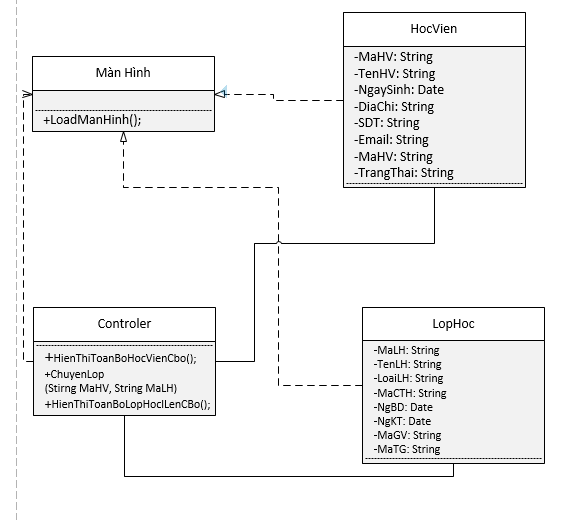 HocVien
-MaHV: String
-TenHV: String
-NgaySinh: Date
-DiaChi: String
-SDT: String
-Email: String
-MaHV: String
-TrangThai: String
Màn Hình
+LoadManHinh();
Controler
+HienThiToanBoHocVienCbo();
+ChuyenLop
(Stirng MaHV, String MaLH)
+HienThiToanBoLopHoclLenCBo();
LopHoc
-MaLH: String
-TenLH: String
-LoaiLH: String
-MaCTH: String
-NgBD: Date
-NgKT: Date
-MaGV: String
-MaTG: String